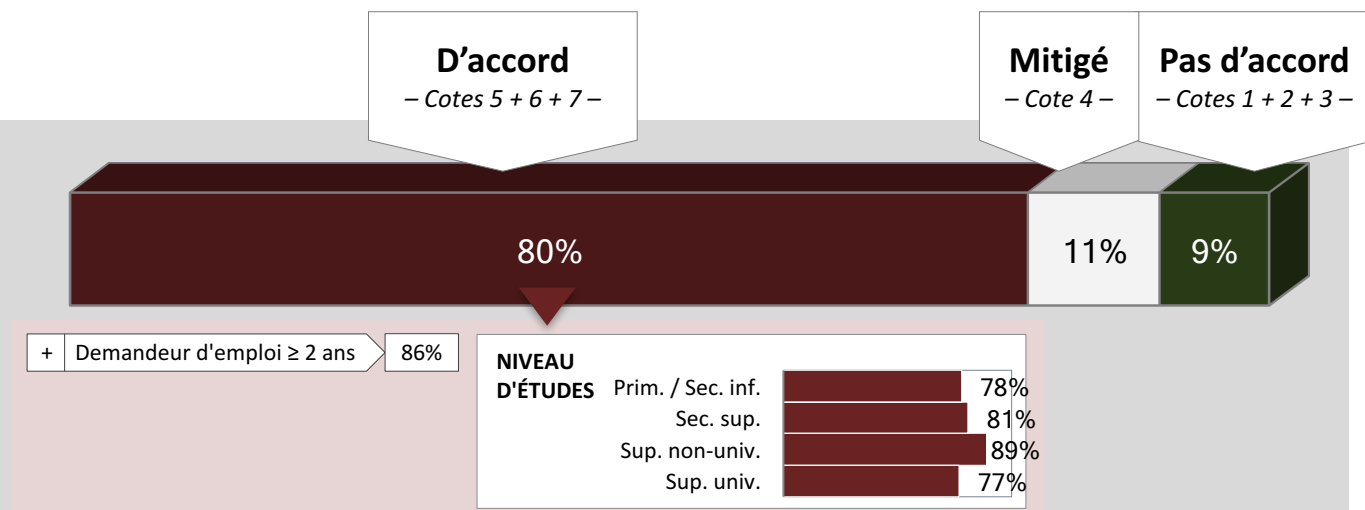 D’accord
– Cotes 5 + 6 + 7 –
Mitigé
– Cote 4 –
Pas d’accord
– Cotes 1 + 2 + 3 –
80%
11%
9%
+ Demandeur d'emploi ≥ 2 ans 86%
NIVEAU
D'ÉTUDES
Prim. / Sec. inf. 78%
Sec. sup. 81%
Sup. non-univ. 89%
Sup. univ. 77%